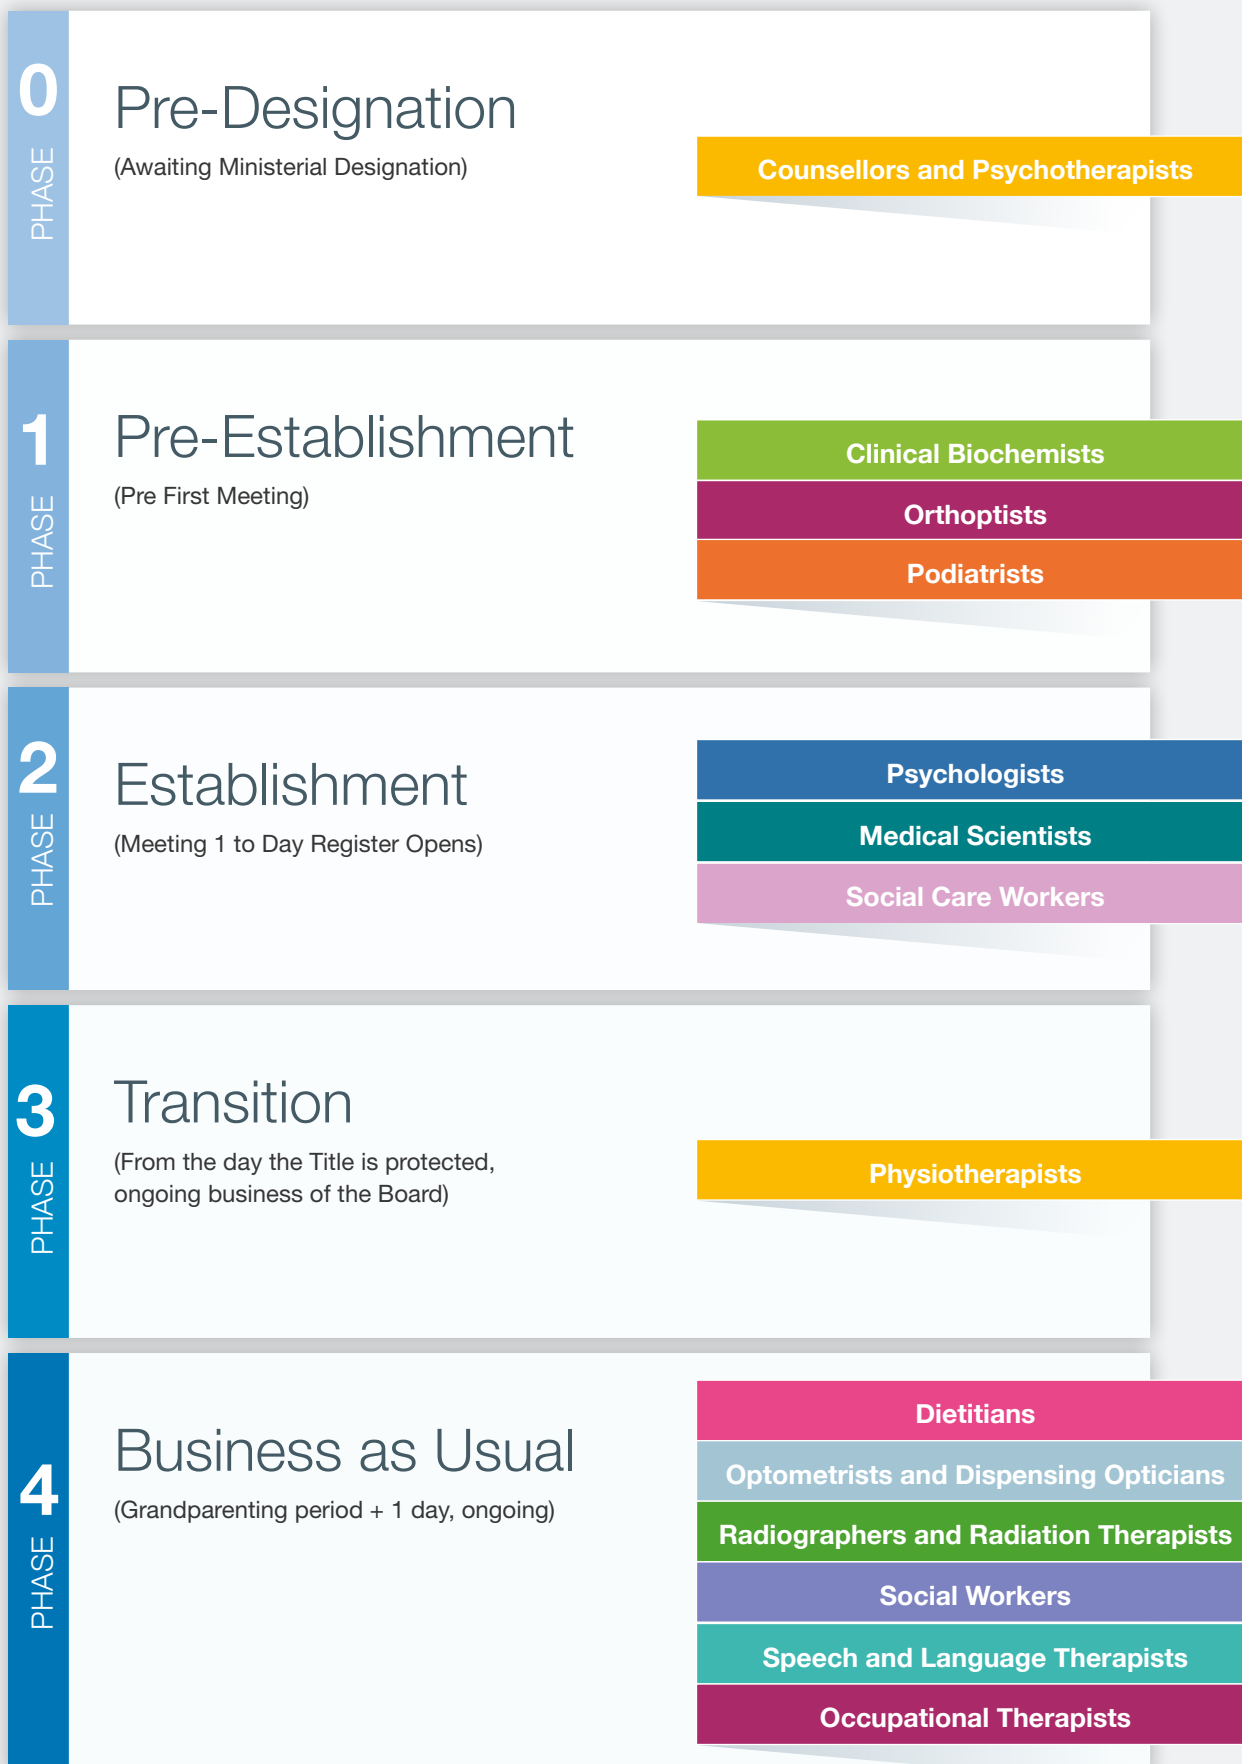 0
PHASE
Pre-Designation
(Awaiting Ministerial Designation)
Counsellors and Psychotherapists
1
PHASE
Pre-Establishment
(Pre First Meeting)
Clinical Biochemists
Orthoptists
Podiatrists
2
PHASE
Establishment
(Meeting 1 to Day Register Opens)
Psychologists
Medical Scientists
Social Care Workers
3
PHASE
Transition
(From the day the Title is protected,
ongoing business of the Board)
Physiotherapists
4
PHASE
Business as Usual
(Grandparenting period + 1 day, ongoing)
Dietitians
Optometrists and Dispensing Opticians
Radiographers and Radiation Therapists
Social Workers
Speech and Language Therapists
Occupational Therapists